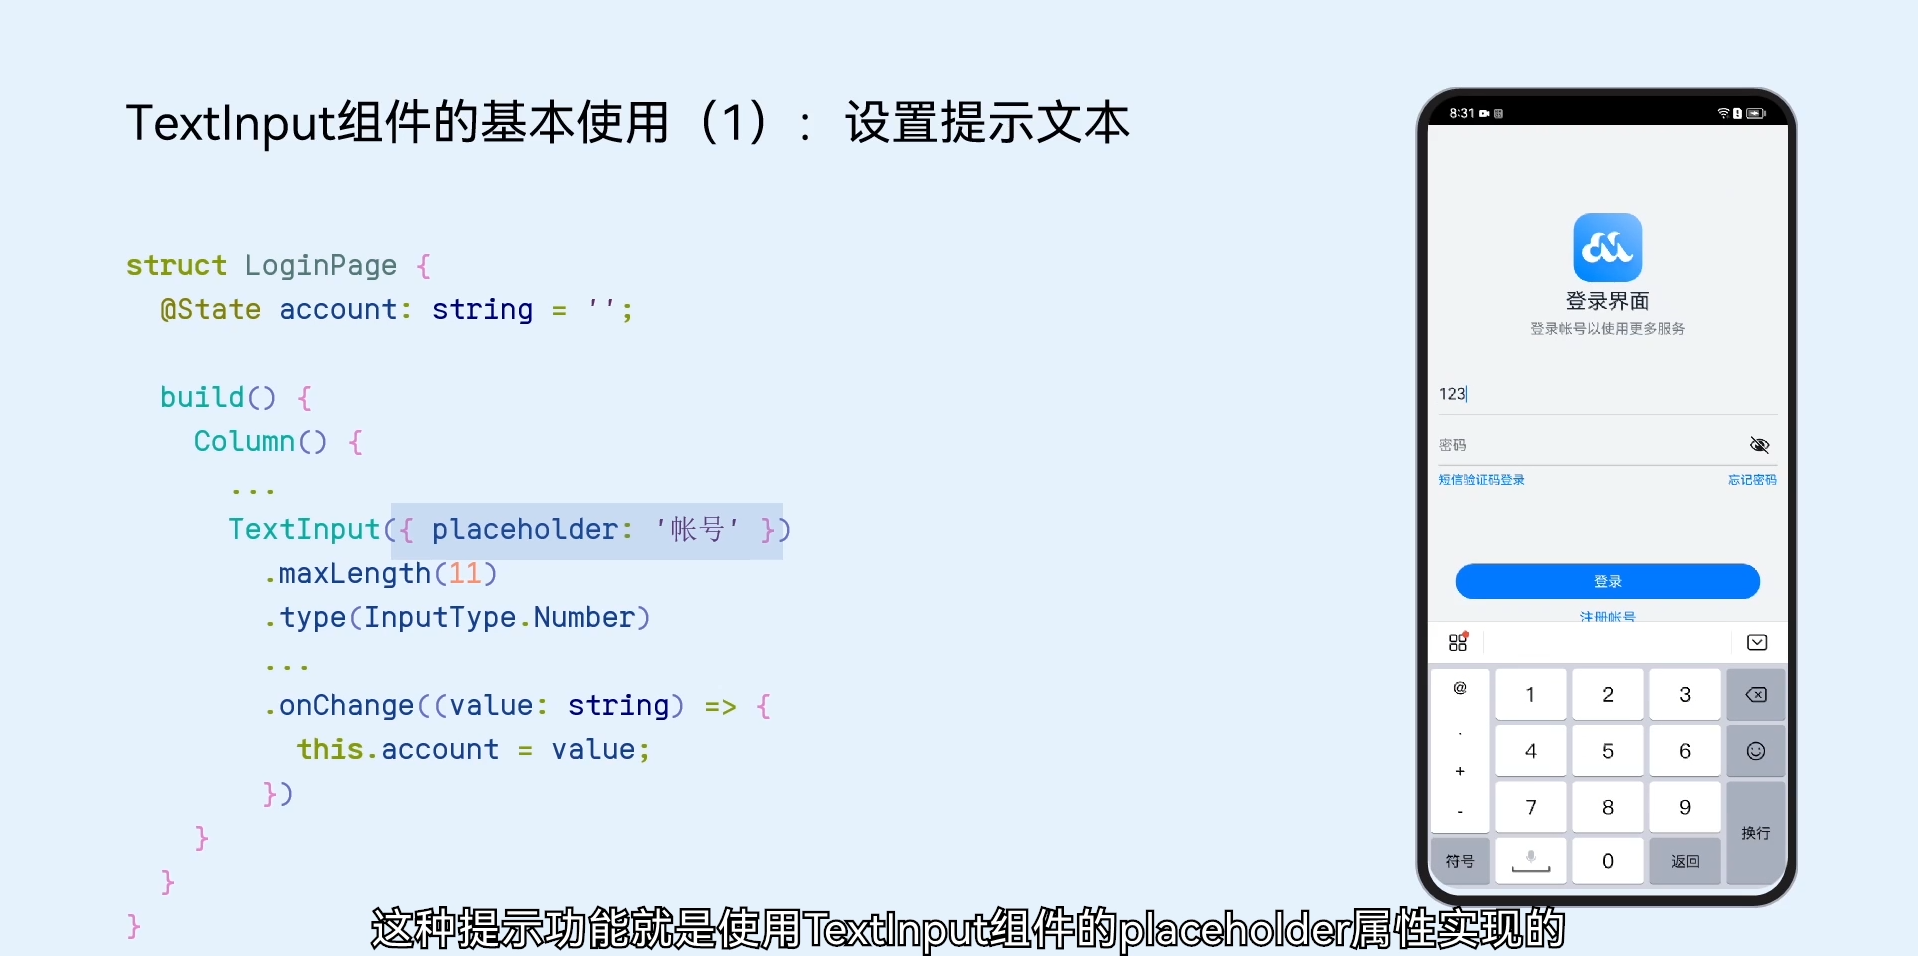 TextInput组件的基本使用（1）：设置提示文本
struct LoginPage {
@State account: string = '';
build() {
Column() {
...
TextInput({ placeholder: '帐号' })
.maxLength(11)
.type(InputType.Number)
...
.onChange((value: string) => {
this.account = value;
})
}
}
}
8:31
登录界面
登录帐号以使用更多服务
123
密码
短信验证码登录 忘记密码
登录
注册帐号
@ 1 2 3
.
4 5 6
+
7 8 9
-
换行
符号 0 返回
这种提示功能就是使用TextInput组件的placeholder属性实现的